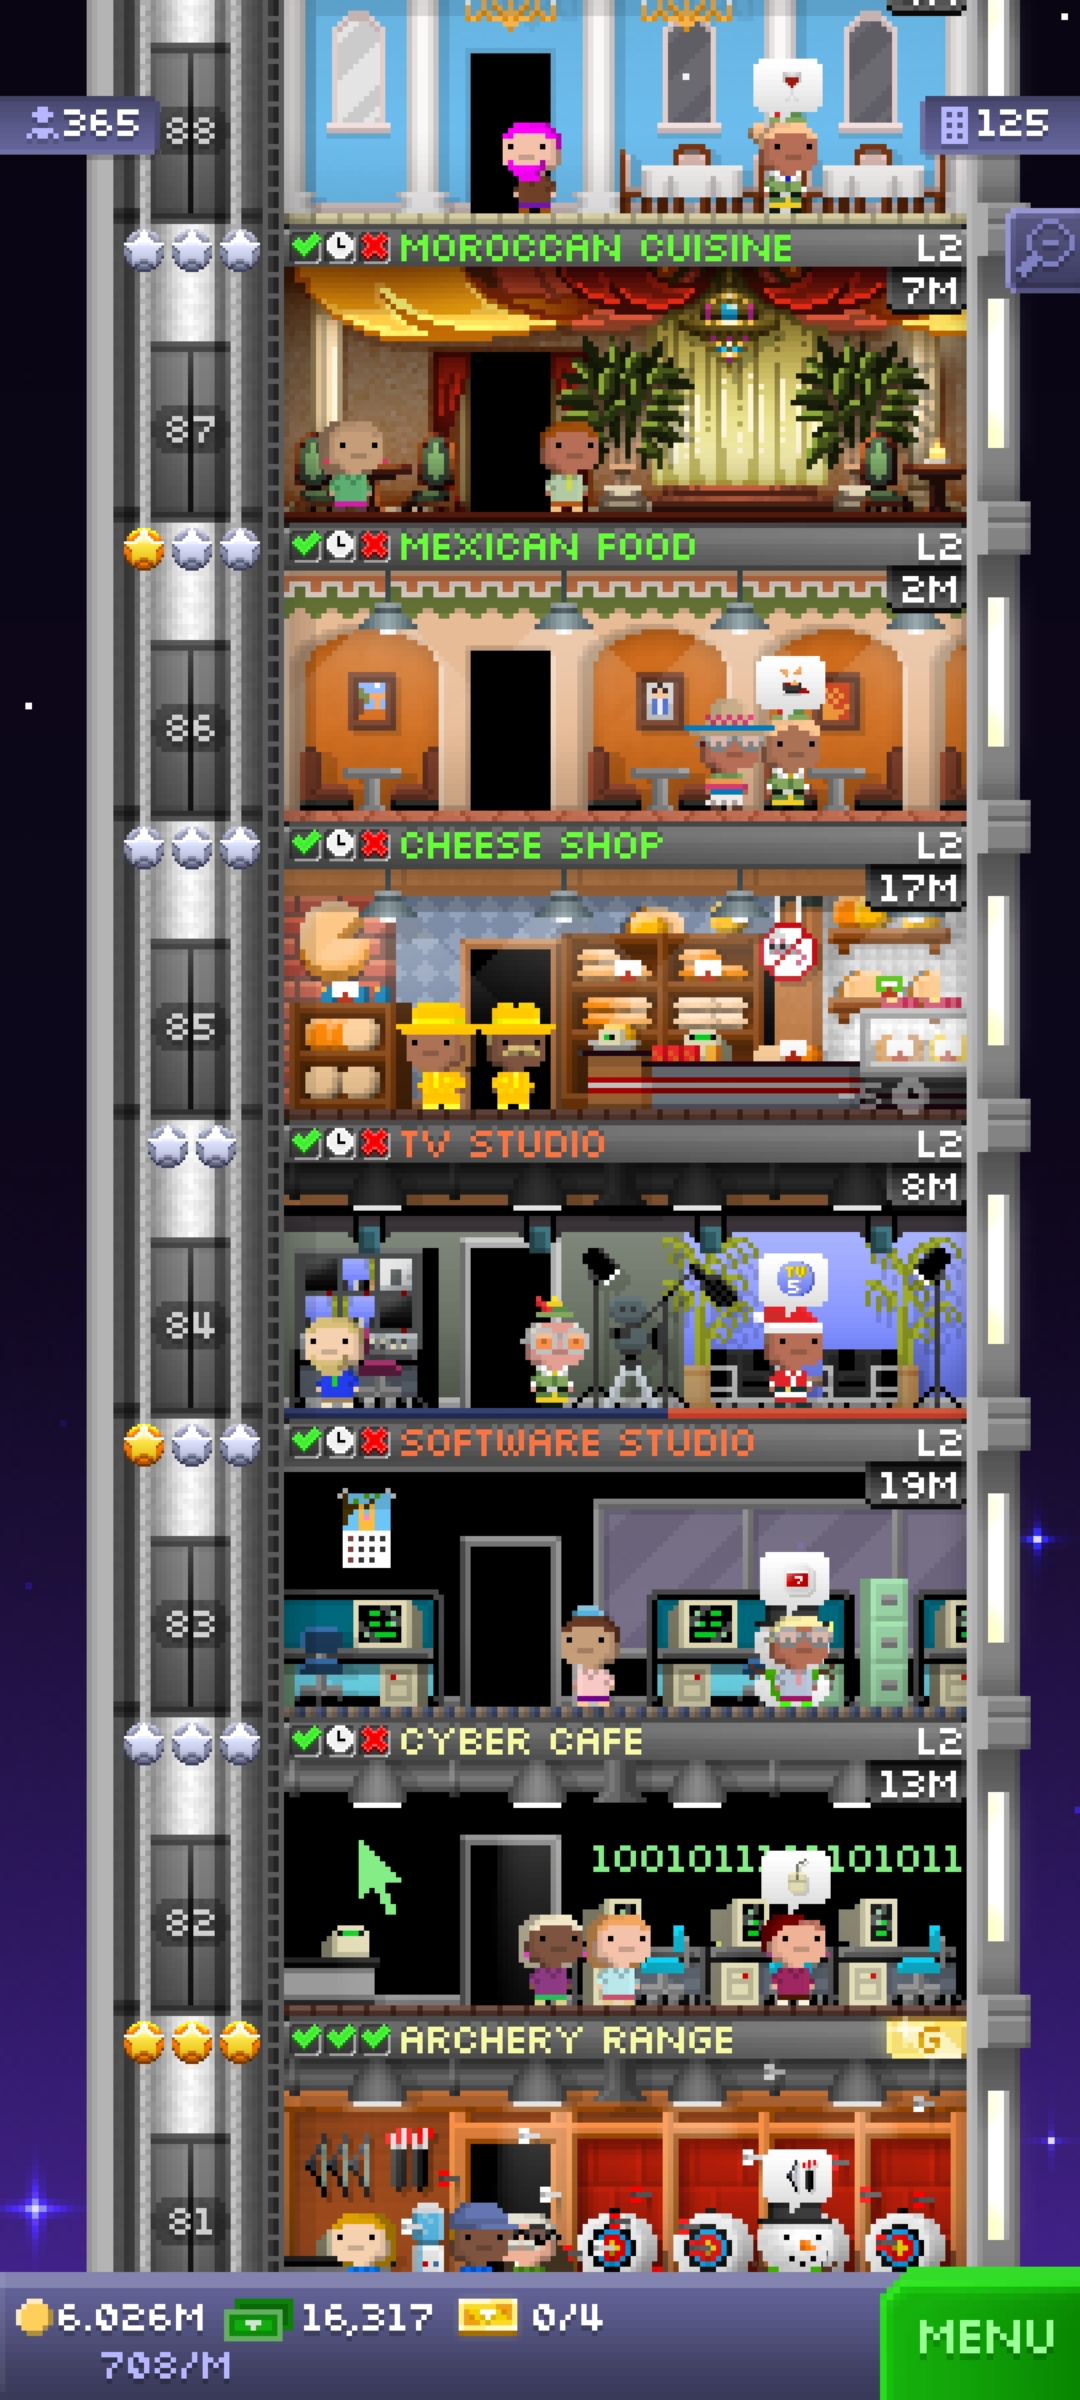 365
88
125
MOROCCAN CUISINE L2
7M
87
MEXICAN FOOD L2
2M
86
CHEESE SHOP L2
17M
85
TV STUDIO L2
8M
TV
5
84
SOFTWARE STUDIO L2
19M
83
CYBER CAFE L2
13M
82
ARCHERY RANGE G
81
6.026M 16,317 0/4
708/M
MENU